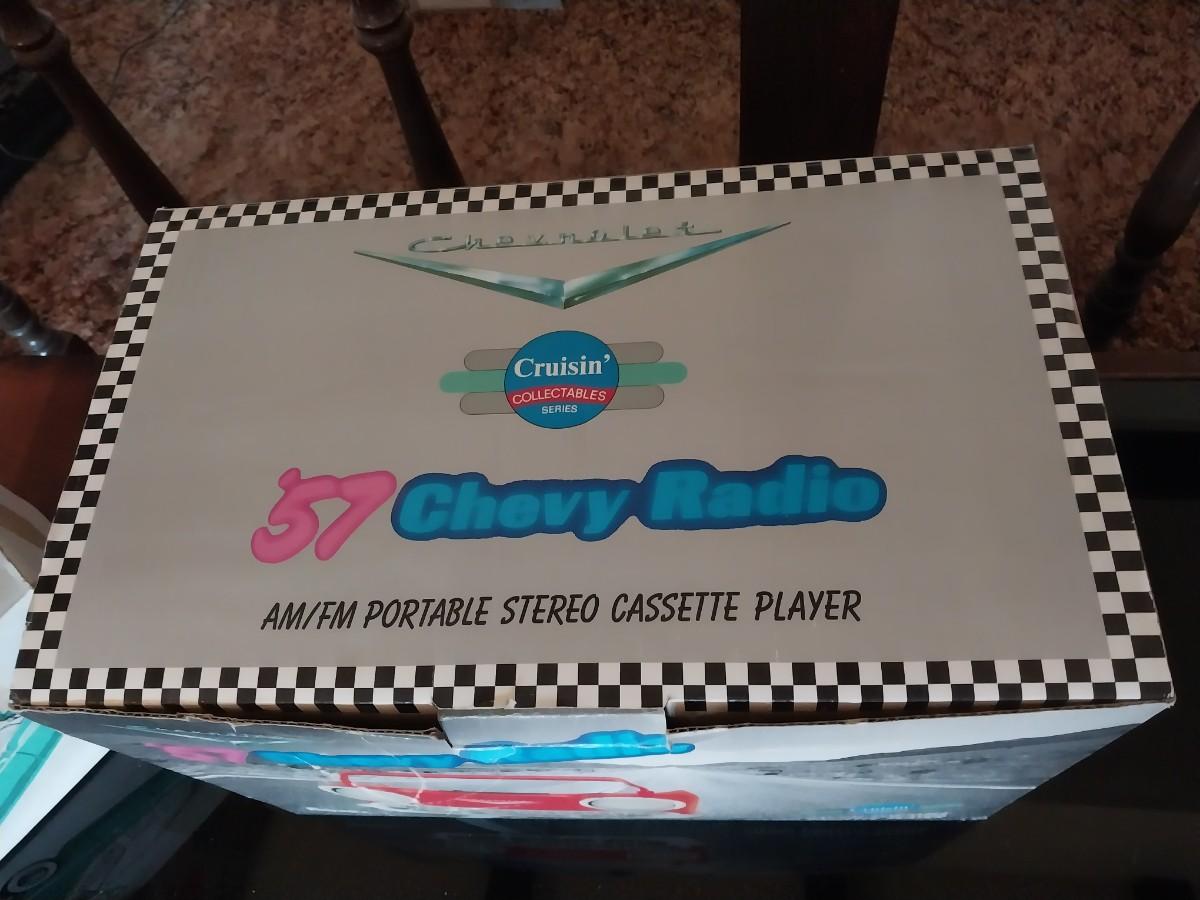 Chevrolet
Cruisin'
COLLECTABLES
SERIES
'57 Chevy Radio
AM/FM PORTABLE STEREO CASSETTE PLAYER